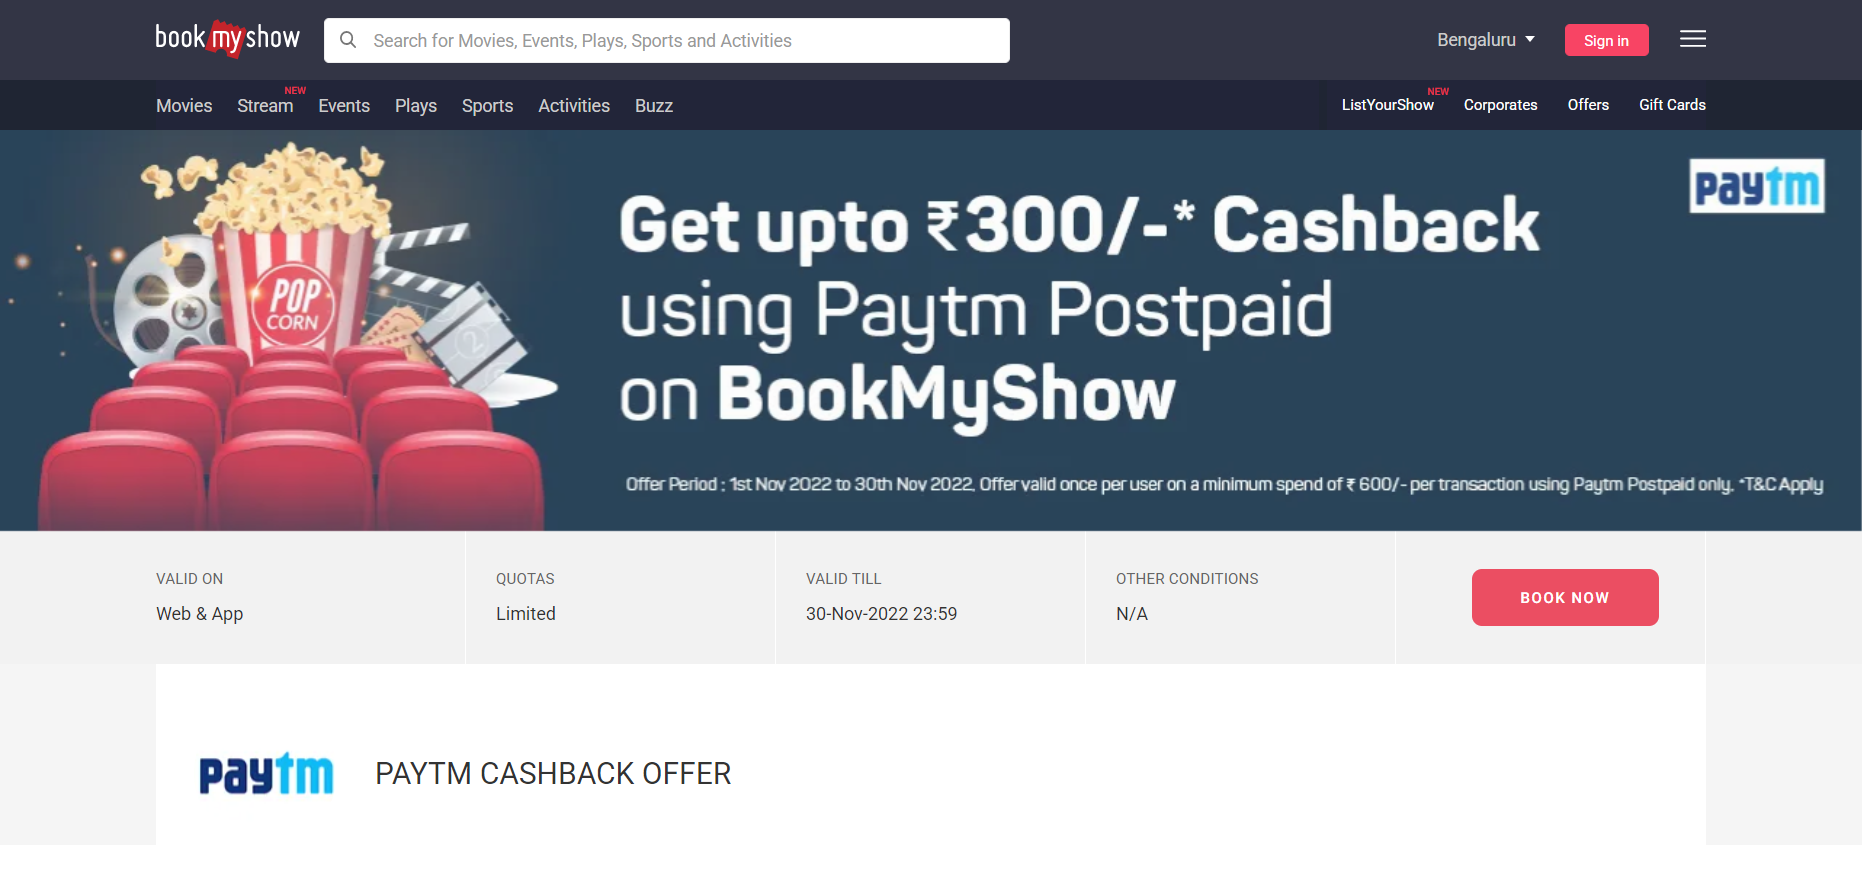 bookmyshow
Search for Movies, Events, Plays, Sports and Activities
Bengaluru
Sign in
Movies
Stream
NEW
Events
Plays
Sports
Activities
Buzz
ListYourShow
NEW
Corporates
Offers
Gift Cards
paytm
Get upto ₹300/-* Cashback
using Paytm Postpaid
on BookMyShow
POP
CORN
2
Offer Period : 1st Nov 2022 to 30th Nov 2022, Offer valid once per user on a minimum spend of ₹ 600/- per transaction using Paytm Postpaid only, *T&C Apply
VALID ON
Web & App
QUOTAS
Limited
VALID TILL
30-Nov-2022 23:59
OTHER CONDITIONS
N/A
BOOK NOW
paytm
PAYTM CASHBACK OFFER